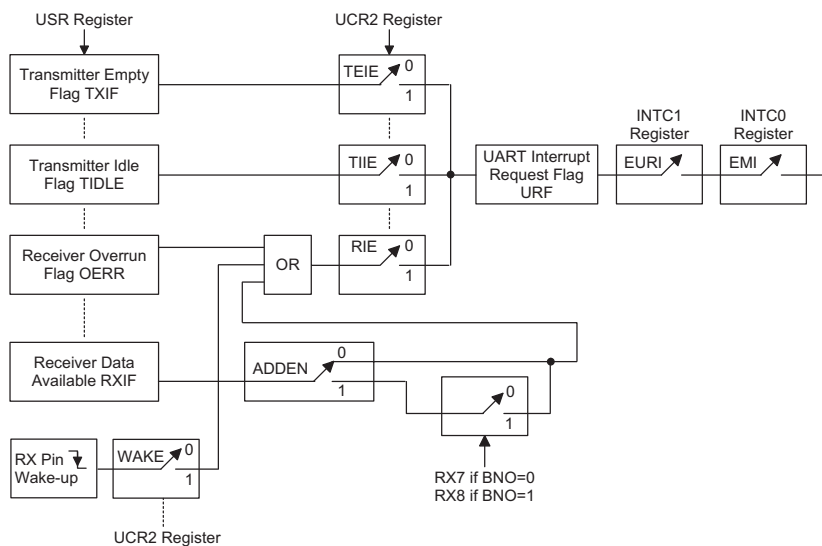 USR Register
UCR2 Register
Transmitter Empty
Flag TXIF
TEIE
0
1
INTC1
Register
INTC0
Register
Transmitter Idle
Flag TIDLE
TIIE
0
1
UART Interrupt
Request Flag
URF
EURI
EMI
Receiver Overrun
Flag OERR
OR
RIE
0
1
Receiver Data
Available RXIF
ADDEN
0
1
0
1
RX Pin
Wake-up
WAKE
0
1
RX7 if BNO=0
RX8 if BNO=1
UCR2 Register